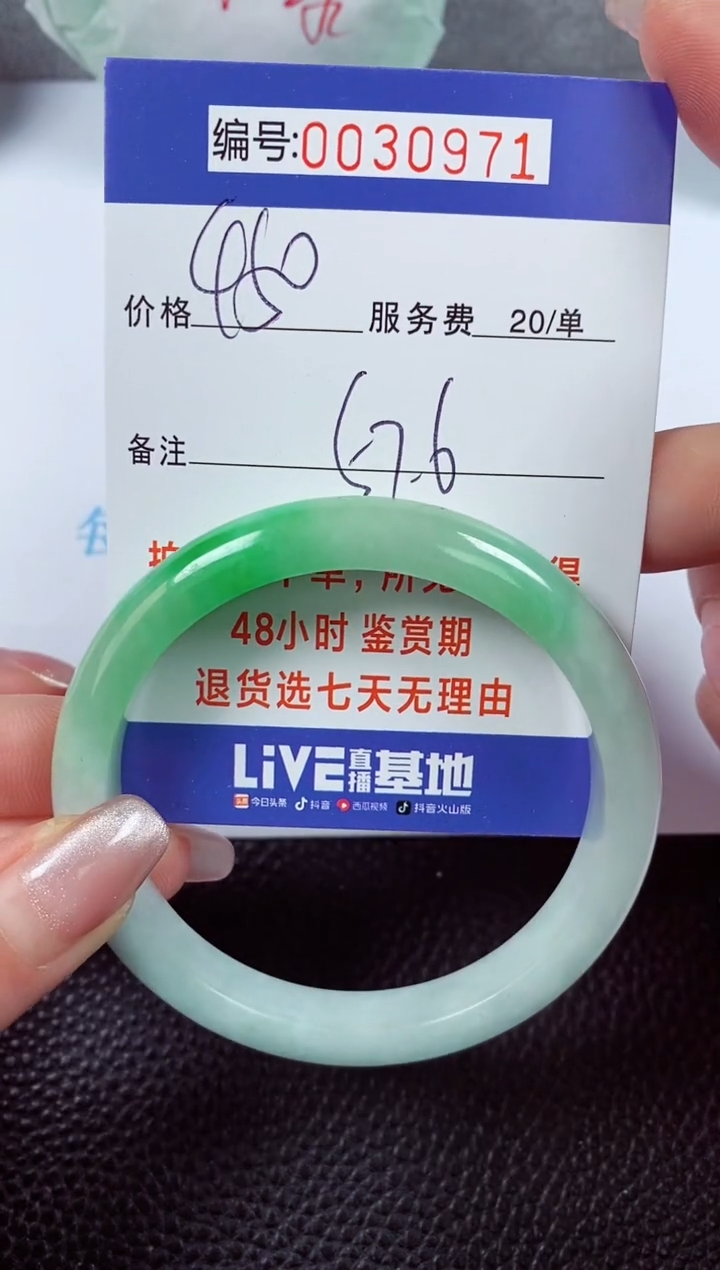 编号:0030971
价格 950 服务费 20/单
备注 57.6
48小时 鉴赏期
退货选七天无理由
LiVE直播基地
今日头条 抖音 西瓜视频 抖音火山版